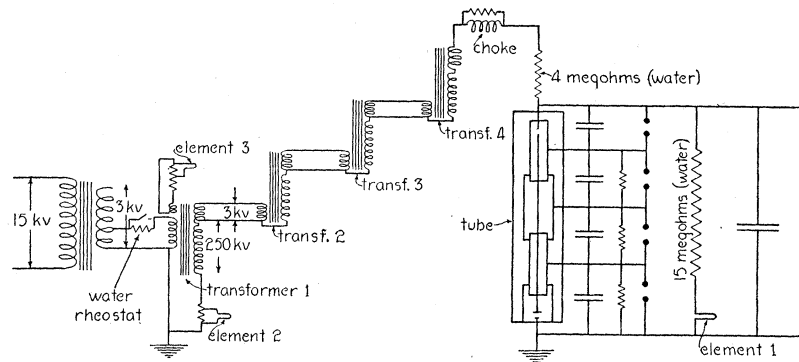 choke
4 megohms (water)
element 3
transf. 4
15 kv
3 kv
transf. 3
3 kv
tube
15 megohms (water)
250 kv
transf. 2
water
rheostat
transformer 1
element 2
element 1